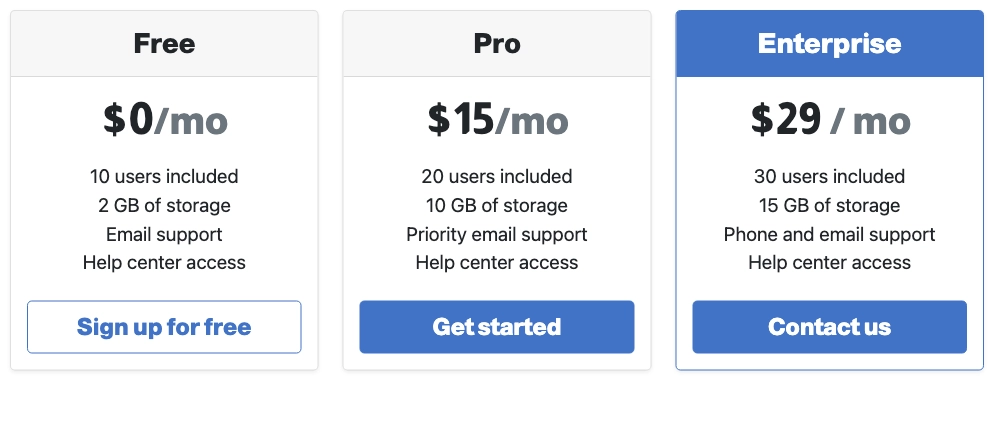 Free
$0/mo
10 users included
2 GB of storage
Email support
Help center access
Sign up for free
Pro
$15/mo
20 users included
10 GB of storage
Priority email support
Help center access
Get started
Enterprise
$29 / mo
30 users included
15 GB of storage
Phone and email support
Help center access
Contact us